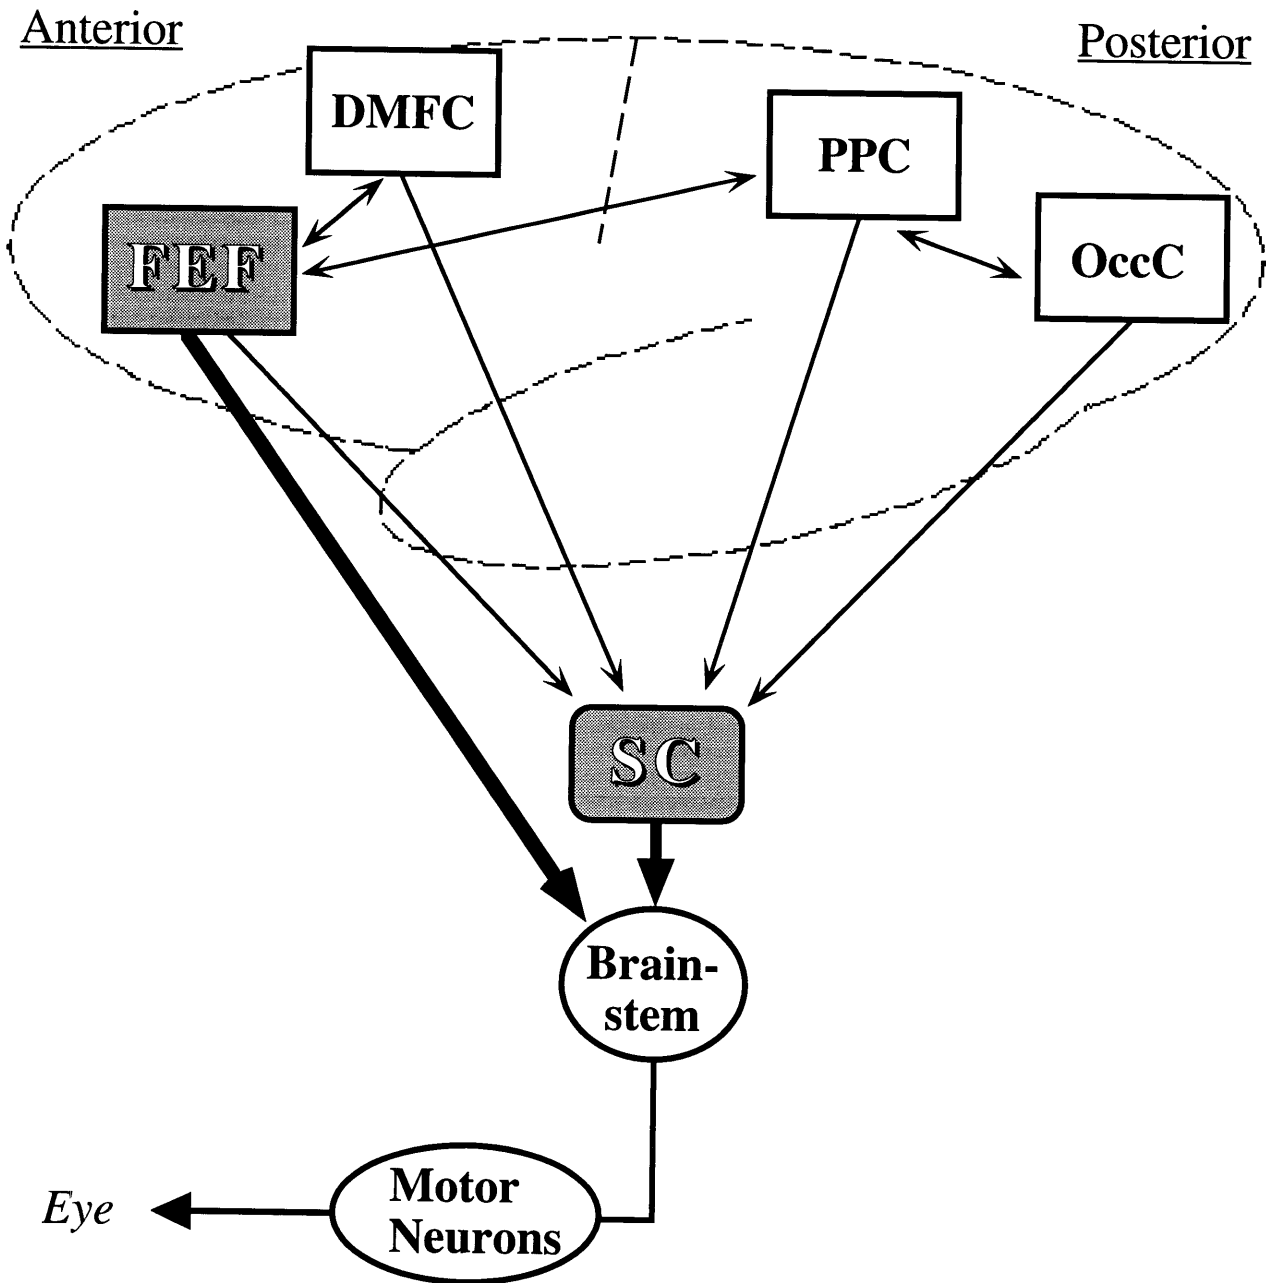 Anterior
Posterior
DMFC
PPC
FEF
OccC
SC
Brain-
stem
Motor
Neurons
Eye